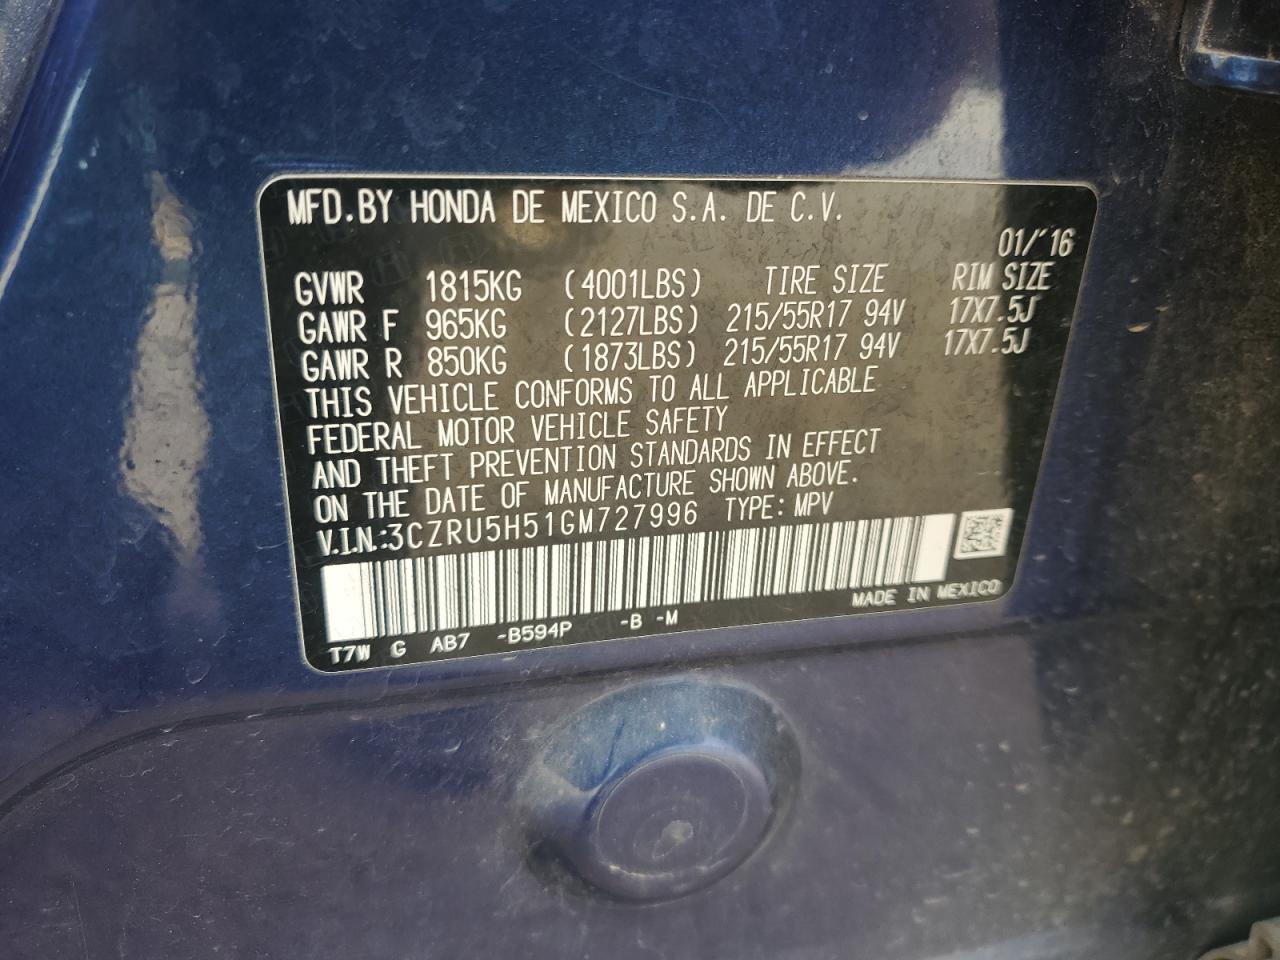 MFD.BY HONDA DE MEXICO S.A. DE C.V.
01/'16
GVWR 1815KG (4001LBS) TIRE SIZE RIM SIZE
GAWR F 965KG (2127LBS) 215/55R17 94V 17X7.5J
GAWR R 850KG (1873LBS) 215/55R17 94V 17X7.5J
THIS VEHICLE CONFORMS TO ALL APPLICABLE
FEDERAL MOTOR VEHICLE SAFETY
AND THEFT PREVENTION STANDARDS IN EFFECT
ON THE DATE OF MANUFACTURE SHOWN ABOVE.
V.I.N.:3CZRU5H51GM727996 TYPE: MPV
MADE IN MEXICO
T7W G AB7 -B594P -B -M